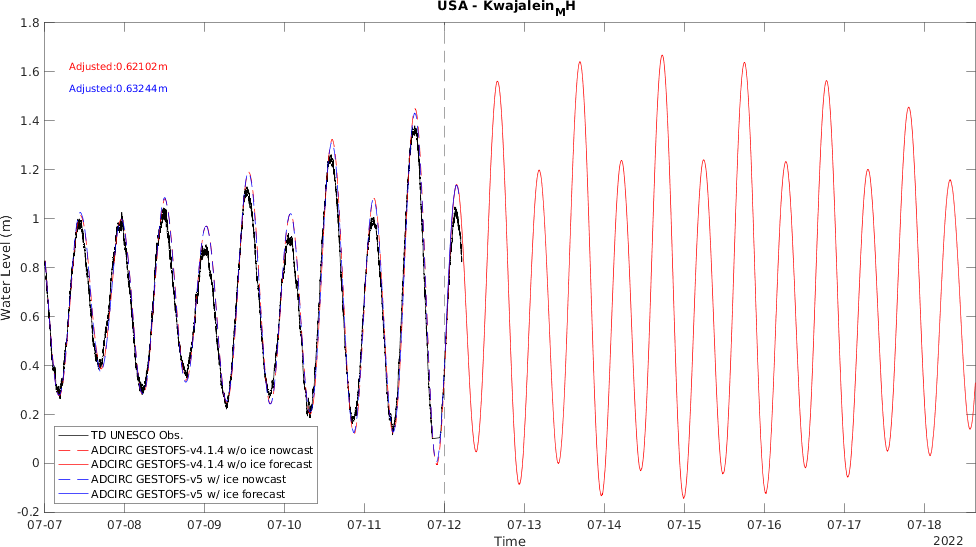 USA - KwajaleinMH
1.8
1.6
1.4
1.2
1
0.8
0.6
0.4
0.2
0
-0.2
Water Level (m)
Adjusted:0.62102m
Adjusted:0.63244m
TD UNESCO Obs.
ADCIRC GESTOFS-v4.1.4 w/o ice nowcast
ADCIRC GESTOFS-v4.1.4 w/o ice forecast
ADCIRC GESTOFS-v5 w/ ice nowcast
ADCIRC GESTOFS-v5 w/ ice forecast
07-07 07-08 07-09 07-10 07-11 07-12 07-13 07-14 07-15 07-16 07-17 07-18
Time
2022